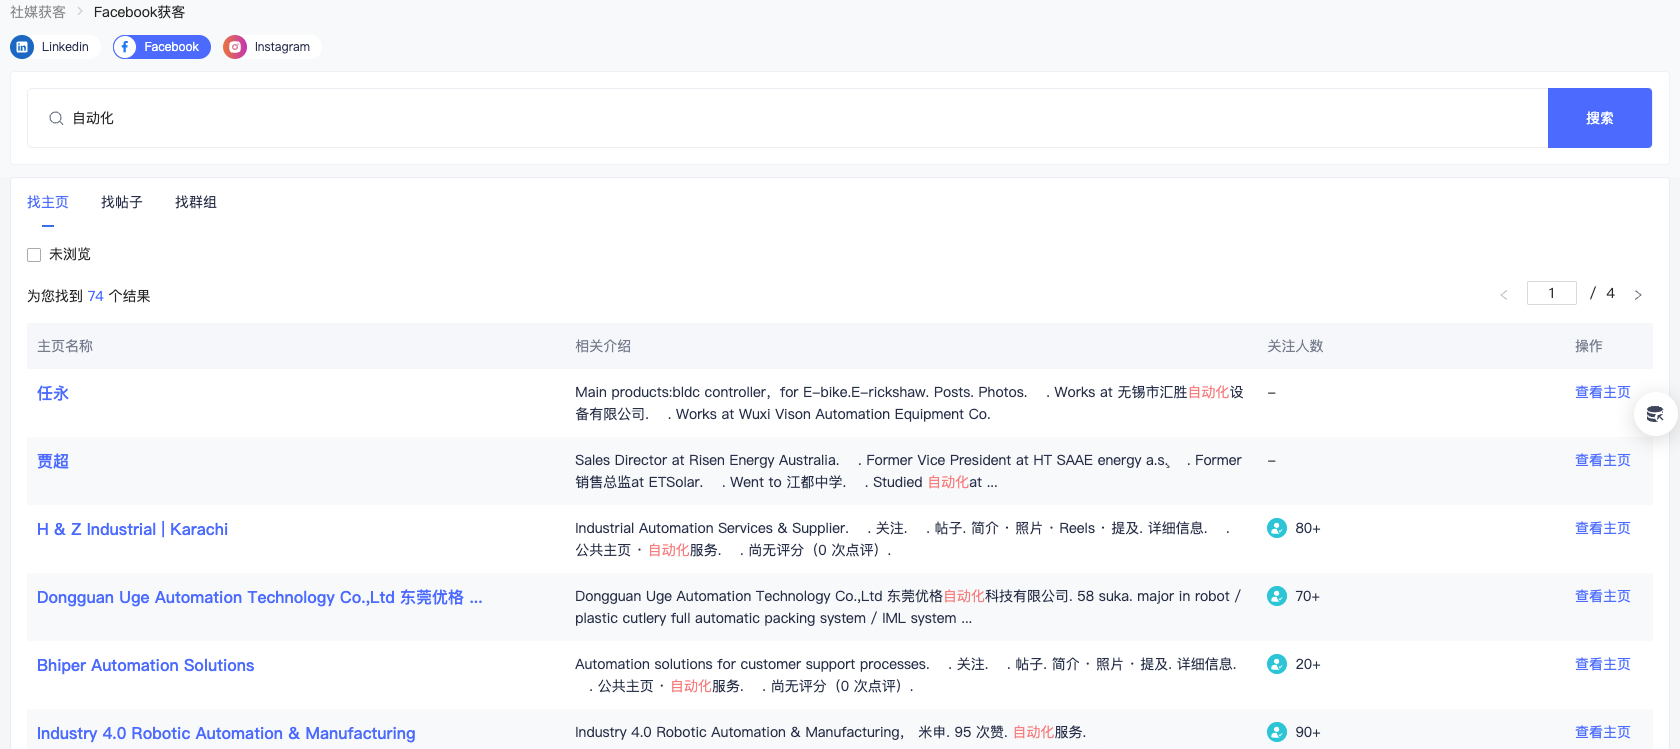 社媒获客 > Facebook获客
Linkedin Facebook Instagram
自动化 搜索
找主页 找帖子 找群组
未浏览
为您找到 74 个结果 < 1 / 4 >
主页名称 相关介绍 关注人数 操作
任永 Main products:bldc controller，for E-bike.E-rickshaw. Posts. Photos. . Works at 无锡市汇胜自动化设 – 查看主页
备有限公司. . Works at Wuxi Vison Automation Equipment Co.
贾超 Sales Director at Risen Energy Australia. . Former Vice President at HT SAAE energy a.s、 . Former – 查看主页
销售总监at ETSolar. . Went to 江都中学. . Studied 自动化at ...
H & Z Industrial | Karachi Industrial Automation Services & Supplier. . 关注. . 帖子. 简介 · 照片 · Reels · 提及. 详细信息. . 80+ 查看主页
公共主页 · 自动化服务. . 尚无评分（0 次点评）.
Dongguan Uge Automation Technology Co.,Ltd 东莞优格 ... Dongguan Uge Automation Technology Co.,Ltd 东莞优格自动化科技有限公司. 58 suka. major in robot / 70+ 查看主页
plastic cutlery full automatic packing system / IML system ...
Bhiper Automation Solutions Automation solutions for customer support processes. . 关注. . 帖子. 简介 · 照片 · 提及. 详细信息. 20+ 查看主页
. 公共主页 · 自动化服务. . 尚无评分（0 次点评）.
Industry 4.0 Robotic Automation & Manufacturing Industry 4.0 Robotic Automation & Manufacturing， 米申. 95 次赞. 自动化服务. 90+ 查看主页